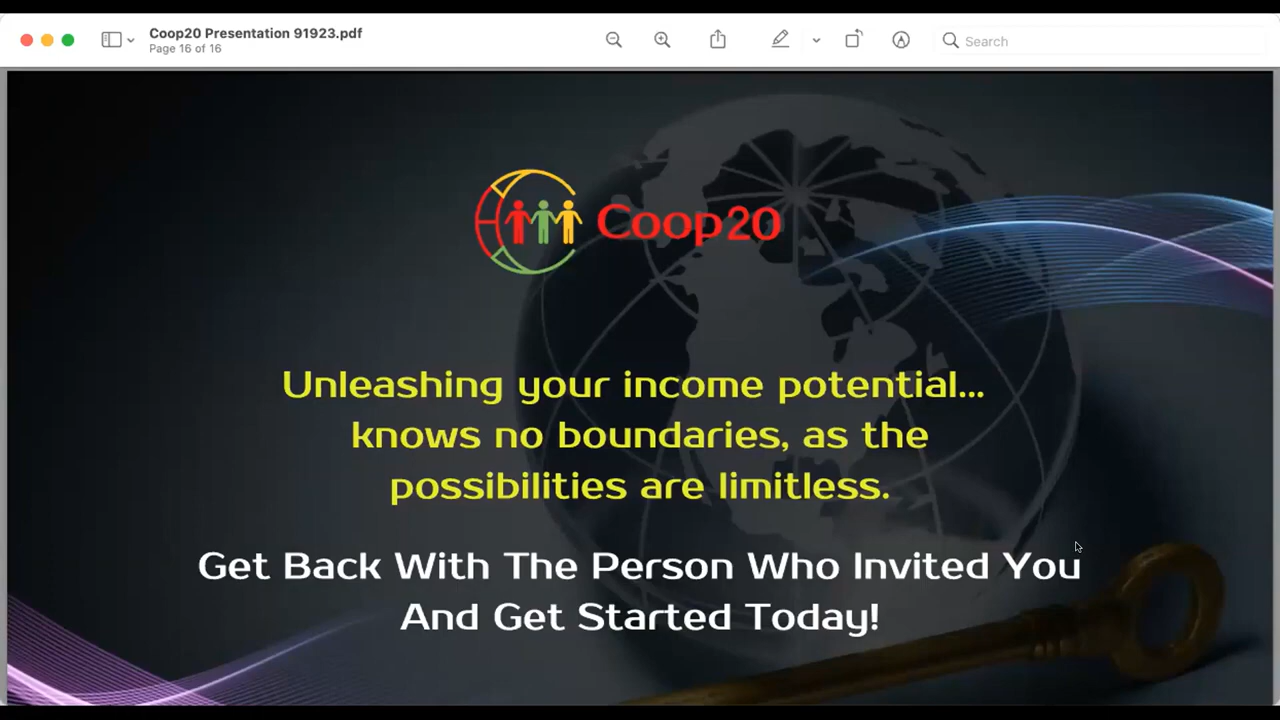 Coop20 Presentation 91923.pdf
Page 16 of 16
Search
Coop20
Unleashing your income potential...
knows no boundaries, as the
possibilities are limitless.
Get Back With The Person Who Invited You
And Get Started Today!